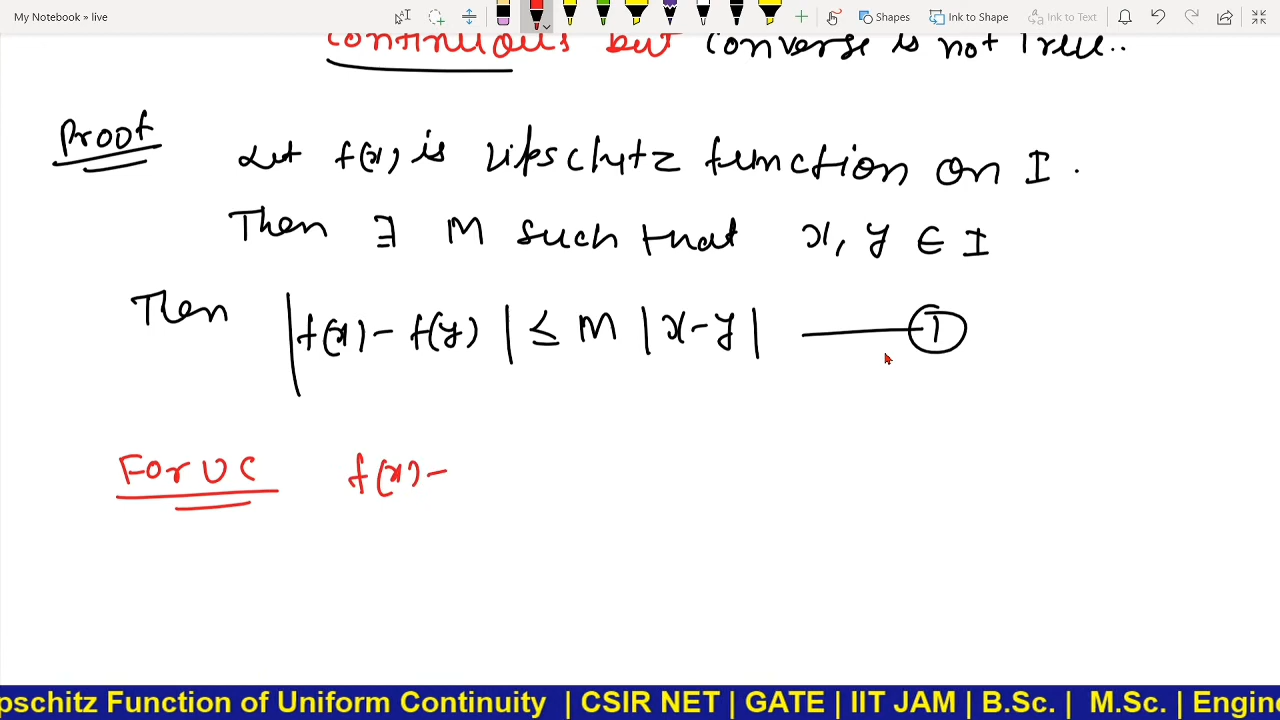 My Notebook » live
Shapes
Ink to Shape
Ink to Text
continuous but converse is not true..
Proof
Let f(x) is Lipschitz function on I.
Then ∃ M such that x, y ∈ I
Then |f(x) - f(y)| ≤ M |x-y| —— ①
For UC f(x) -
pschitz Function of Uniform Continuity | CSIR NET | GATE | IIT JAM | B.Sc. | M.Sc. | Engine